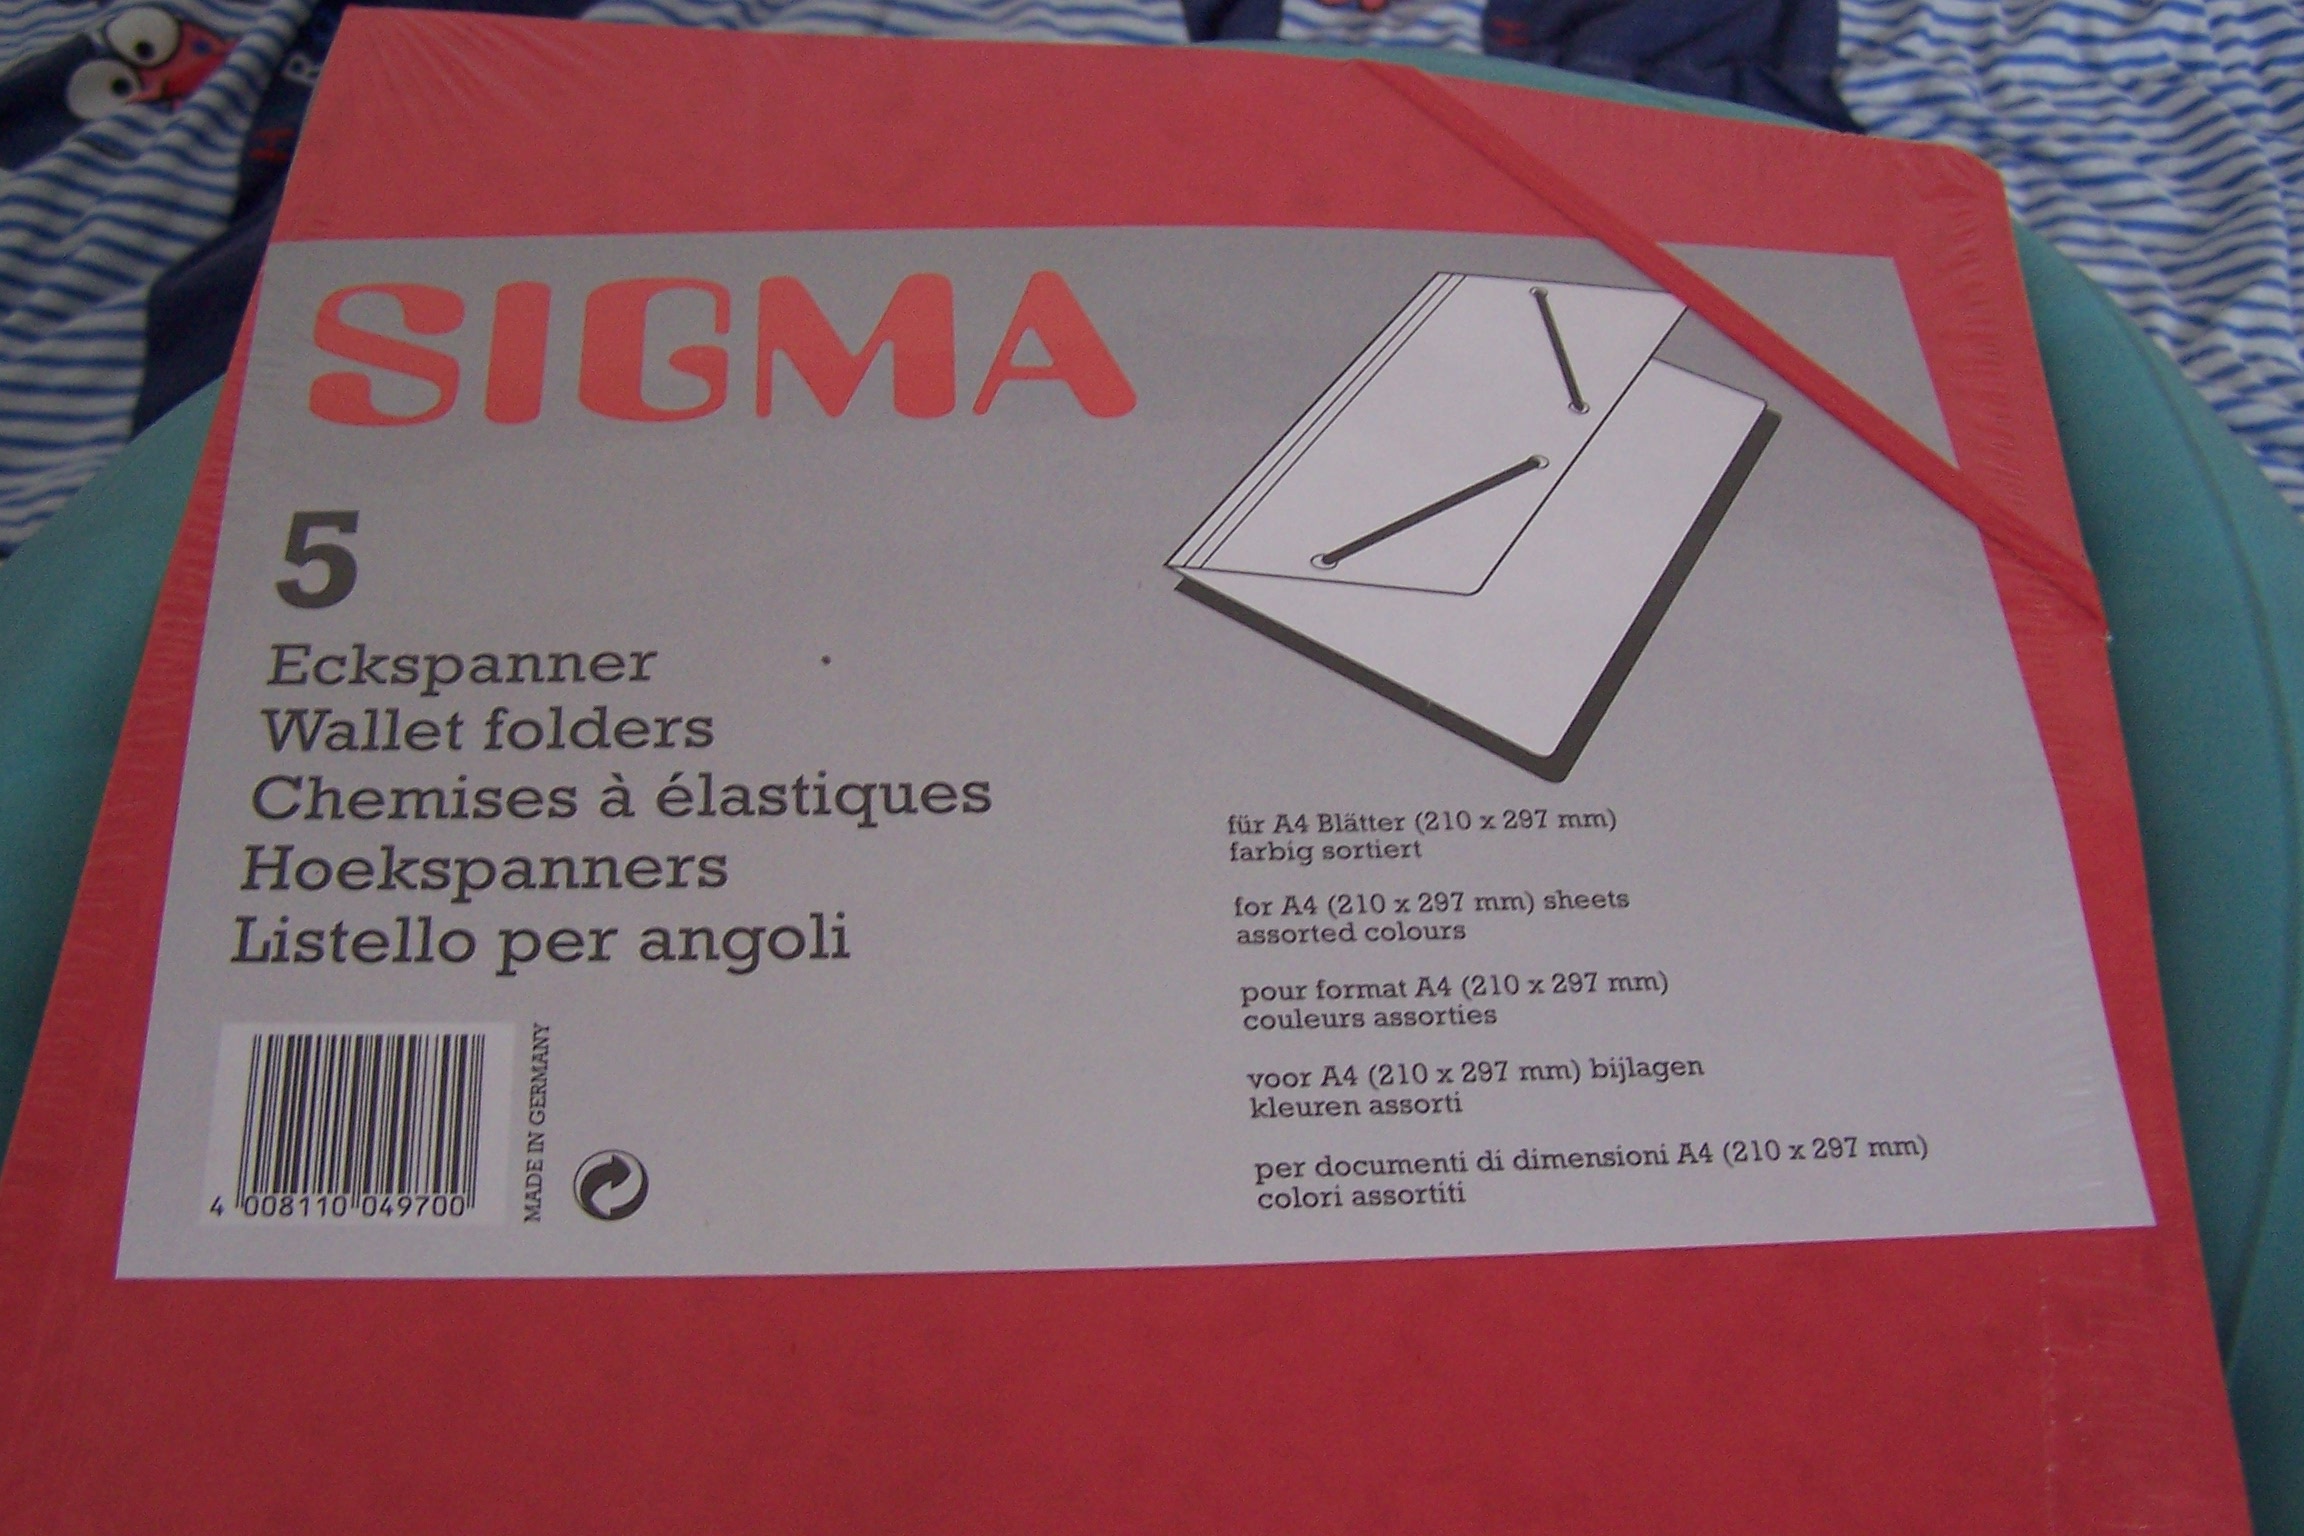 SIGMA
5
Eckspanner
Wallet folders
Chemises à élastiques
Hoekspanners
Listello per angoli
für A4 Blätter (210 x 297 mm)
farbig sortiert
for A4 (210 x 297 mm) sheets
assorted colours
pour format A4 (210 x 297 mm)
couleurs assorties
voor A4 (210 x 297 mm) bijlagen
kleuren assorti
per documenti di dimensioni A4 (210 x 297 mm)
colori assortiti
4 008110 049700
MADE IN GERMANY